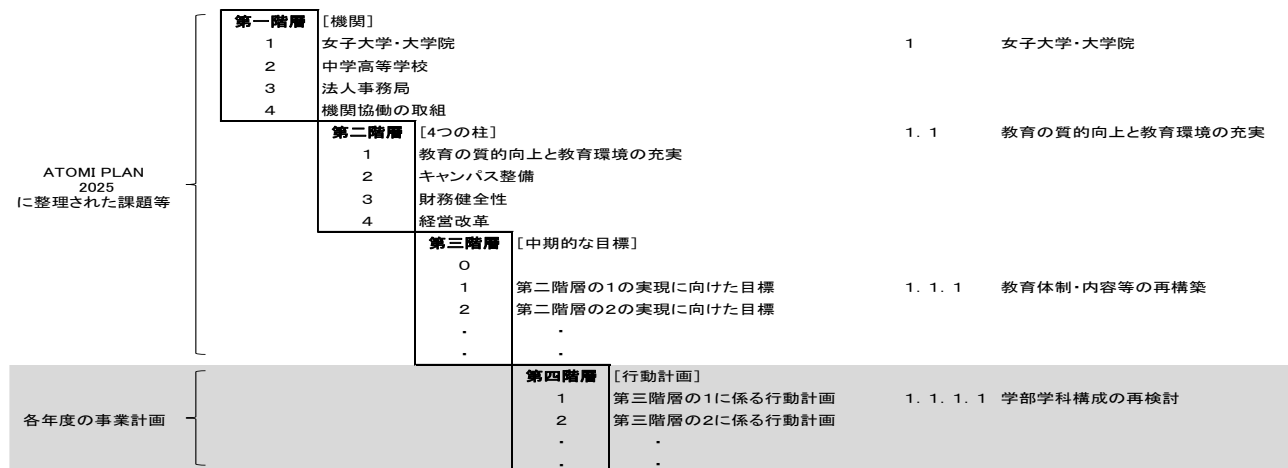 第一階層 [機関]
1 女子大学・大学院 1 女子大学・大学院
2 中学高等学校
3 法人事務局
4 機関協働の取組
第二階層 [4つの柱] 1. 1 教育の質的向上と教育環境の充実
1 教育の質的向上と教育環境の充実
2 キャンパス整備
3 財務健全性
4 経営改革
ATOMI PLAN
2025
に整理された課題等
第三階層 [中期的な目標]
0
1 第二階層の1の実現に向けた目標 1. 1. 1 教育体制・内容等の再構築
2 第二階層の2の実現に向けた目標
・ ・
・ ・
第四階層 [行動計画]
1 第三階層の1に係る行動計画 1. 1. 1. 1 学部学科構成の再検討
各年度の事業計画 2 第三階層の2に係る行動計画
・ ・
・ ・